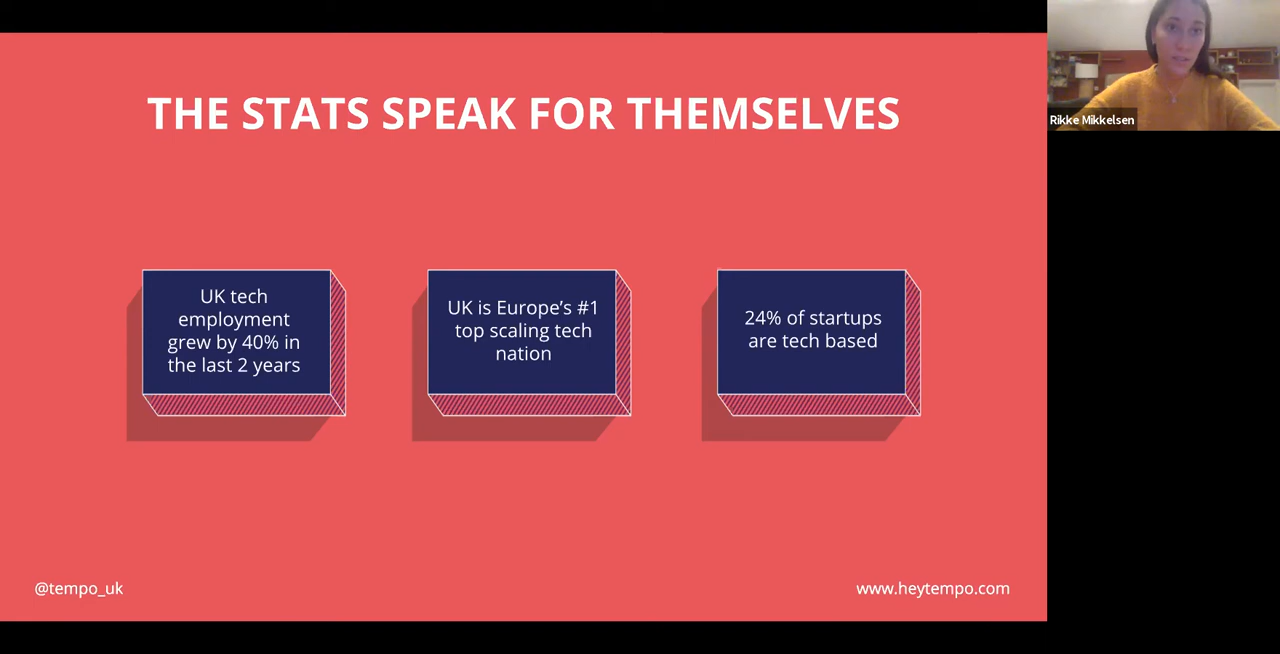 THE STATS SPEAK FOR THEMSELVES
UK tech
employment
grew by 40% in
the last 2 years
UK is Europe’s #1
top scaling tech
nation
24% of startups
are tech based
@tempo_uk
www.heytempo.com
Rikke Mikkelsen